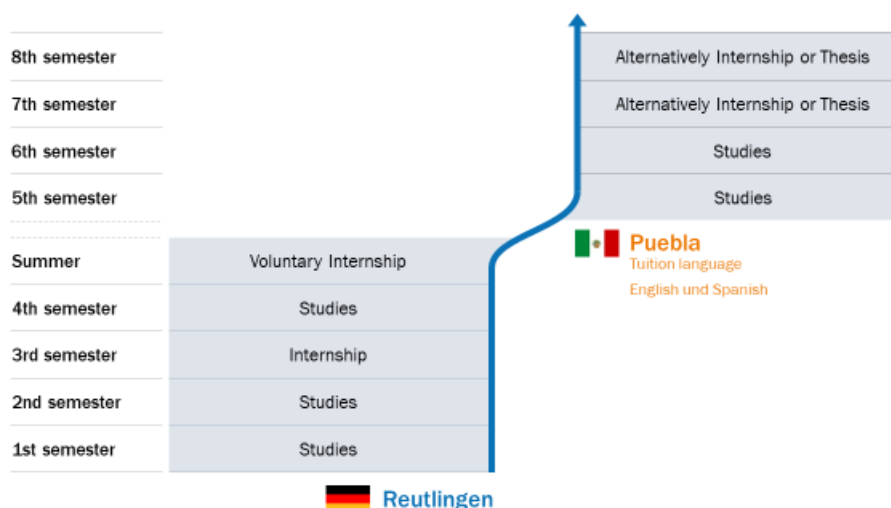 8th semester Alternatively Internship or Thesis
7th semester Alternatively Internship or Thesis
6th semester Studies
5th semester Studies
Puebla
Tuition language
English und Spanish
Summer Voluntary Internship
4th semester Studies
3rd semester Internship
2nd semester Studies
1st semester Studies
Reutlingen